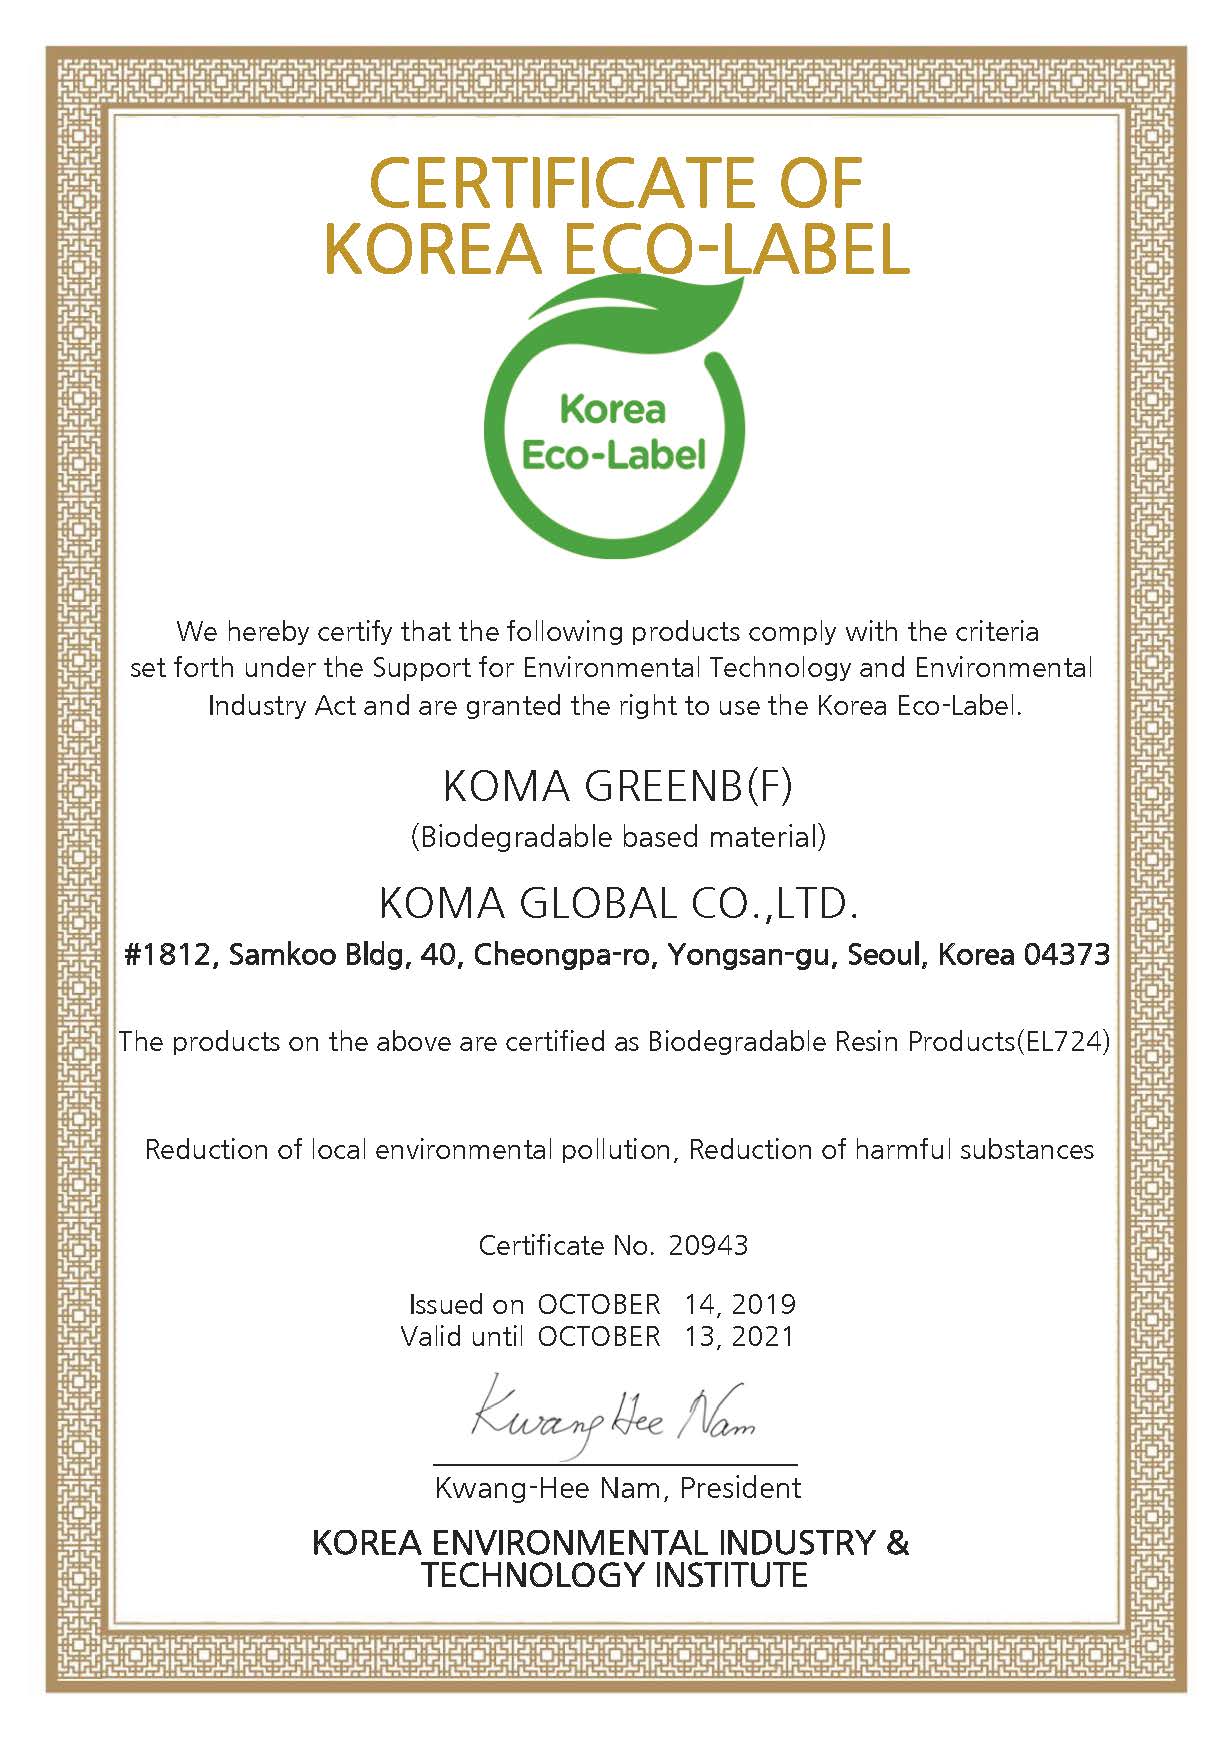 CERTIFICATE OF
KOREA ECO-LABEL
Korea
Eco-Label
We hereby certify that the following products comply with the criteria
set forth under the Support for Environmental Technology and Environmental
Industry Act and are granted the right to use the Korea Eco-Label.
KOMA GREENB(F)
(Biodegradable based material)
KOMA GLOBAL CO.,LTD.
#1812, Samkoo Bldg, 40, Cheongpa-ro, Yongsan-gu, Seoul, Korea 04373
The products on the above are certified as Biodegradable Resin Products(EL724)
Reduction of local environmental pollution, Reduction of harmful substances
Certificate No. 20943
Issued on OCTOBER 14, 2019
Valid until OCTOBER 13, 2021
KwangHee Nam
Kwang-Hee Nam, President
KOREA ENVIRONMENTAL INDUSTRY &
TECHNOLOGY INSTITUTE